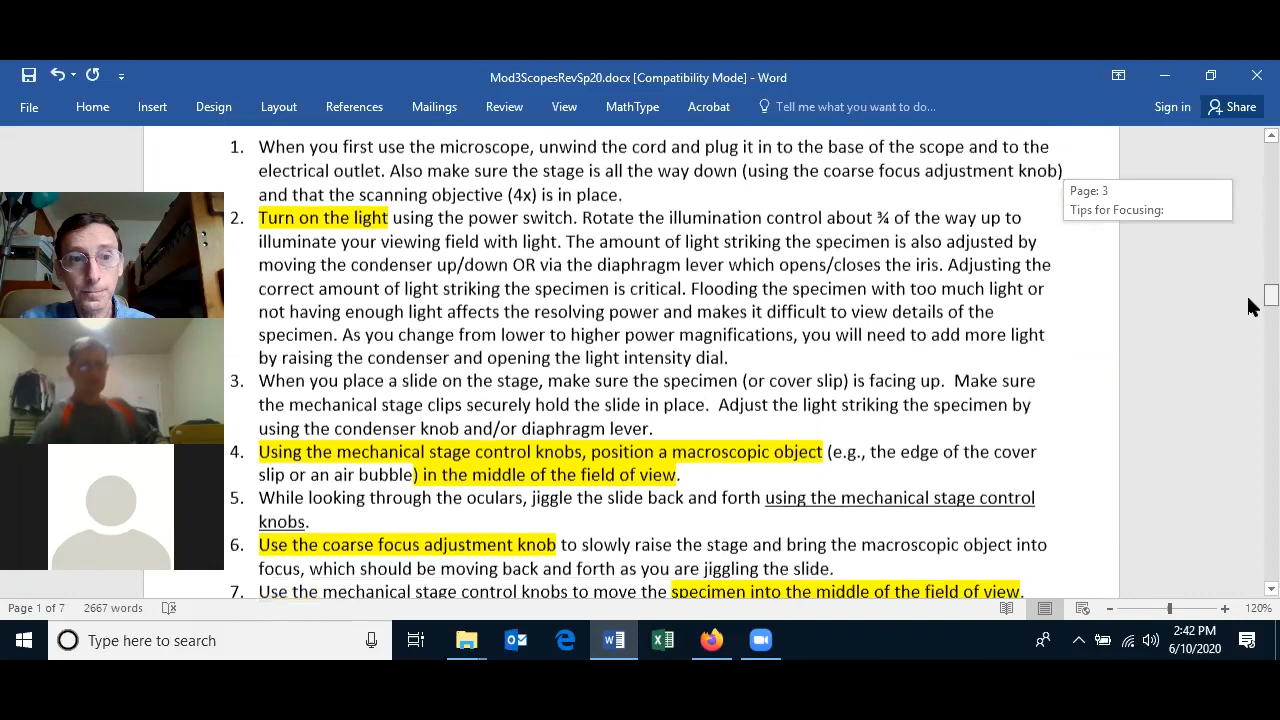 Mod3ScopesRevSp20.docx [Compatibility Mode] - Word
File Home Insert Design Layout References Mailings Review View MathType Acrobat Tell me what you want to do... Sign in Share
1. When you first use the microscope, unwind the cord and plug it in to the base of the scope and to the
electrical outlet. Also make sure the stage is all the way down (using the coarse focus adjustment knob)
and that the scanning objective (4x) is in place.
Page: 3
Tips for Focusing:
2. Turn on the light using the power switch. Rotate the illumination control about ¾ of the way up to
illuminate your viewing field with light. The amount of light striking the specimen is also adjusted by
moving the condenser up/down OR via the diaphragm lever which opens/closes the iris. Adjusting the
correct amount of light striking the specimen is critical. Flooding the specimen with too much light or
not having enough light affects the resolving power and makes it difficult to view details of the
specimen. As you change from lower to higher power magnifications, you will need to add more light
by raising the condenser and opening the light intensity dial.
3. When you place a slide on the stage, make sure the specimen (or cover slip) is facing up. Make sure
the mechanical stage clips securely hold the slide in place. Adjust the light striking the specimen by
using the condenser knob and/or diaphragm lever.
4. Using the mechanical stage control knobs, position a macroscopic object (e.g., the edge of the cover
slip or an air bubble) in the middle of the field of view.
5. While looking through the oculars, jiggle the slide back and forth using the mechanical stage control
knobs.
6. Use the coarse focus adjustment knob to slowly raise the stage and bring the macroscopic object into
focus, which should be moving back and forth as you are jiggling the slide.
7. Use the mechanical stage control knobs to move the specimen into the middle of the field of view.
Page 1 of 7 2667 words 120%
Type here to search
2:42 PM
6/10/2020